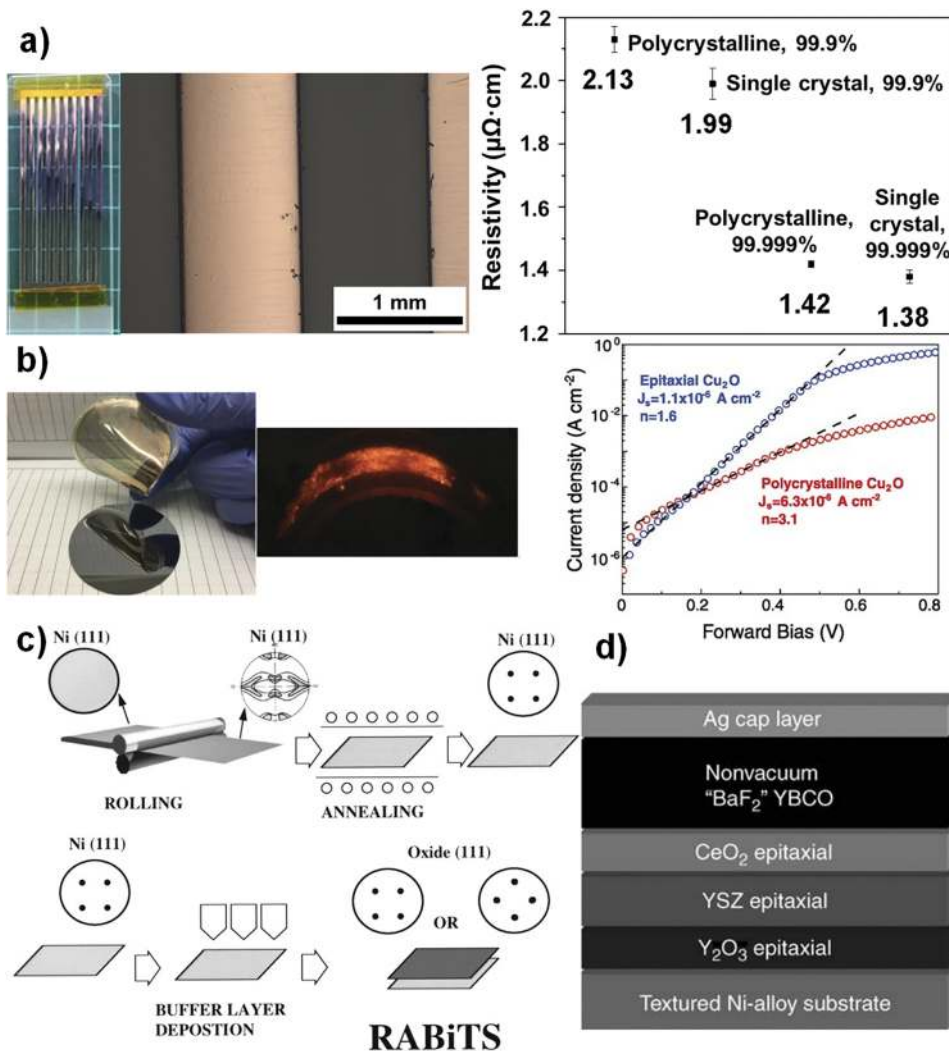 a)
1 mm
Resistivity (μΩ·cm)
2.2
2.0
1.8
1.6
1.4
1.2
Polycrystalline, 99.9%
2.13
Single crystal, 99.9%
1.99
Polycrystalline,
99.999%
1.42
Single
crystal,
99.999%
1.38
b)
Current density (A cm⁻²)
10⁰
10⁻²
10⁻⁴
10⁻⁶
Epitaxial Cu₂O
Jₛ=1.1x10⁻⁶ A cm⁻²
n=1.6
Polycrystalline Cu₂O
Jₛ=6.3x10⁻⁶ A cm⁻²
n=3.1
0 0.2 0.4 0.6 0.8
Forward Bias (V)
c)
Ni (111)
Ni (111)
Ni (111)
ROLLING
ANNEALING
Ni (111)
Oxide (111)
OR
BUFFER LAYER
DEPOSTION
RABiTS
d)
Ag cap layer
Nonvacuum
“BaF₂” YBCO
CeO₂ epitaxial
YSZ epitaxial
Y₂O₃ epitaxial
Textured Ni-alloy substrate